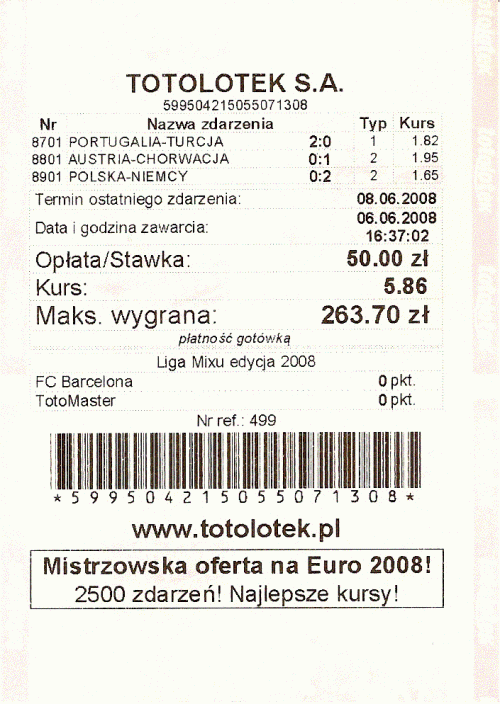 TOTOLOTEK S.A.
599504215055071308
Nr Nazwa zdarzenia Typ Kurs
8701 PORTUGALIA-TURCJA 2:0 1 1.82
8801 AUSTRIA-CHORWACJA 0:1 2 1.95
8901 POLSKA-NIEMCY 0:2 2 1.65
Termin ostatniego zdarzenia: 08.06.2008
Data i godzina zawarcia: 06.06.2008
16:37:02
Opłata/Stawka: 50.00 zł
Kurs: 5.86
Maks. wygrana: 263.70 zł
płatność gotówką
Liga Mixu edycja 2008
FC Barcelona 0 pkt.
TotoMaster 0 pkt.
Nr ref.: 499
*599504215055071308*
www.totolotek.pl
Mistrzowska oferta na Euro 2008!
2500 zdarzeń! Najlepsze kursy!